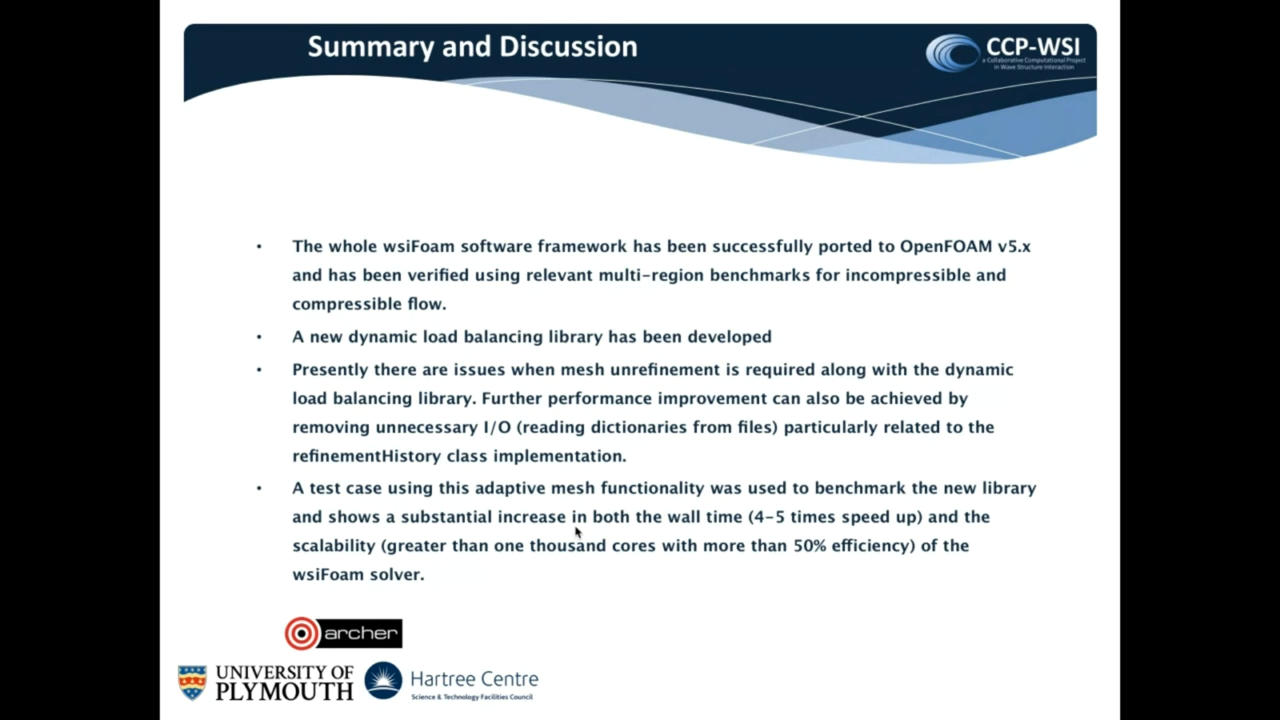 Summary and Discussion
CCP-WSI
a Collaborative Computational Project
in Wave Structure Interaction
• The whole wsiFoam software framework has been successfully ported to OpenFOAM v5.x
and has been verified using relevant multi-region benchmarks for incompressible and
compressible flow.
• A new dynamic load balancing library has been developed
• Presently there are issues when mesh unrefinement is required along with the dynamic
load balancing library. Further performance improvement can also be achieved by
removing unnecessary I/O (reading dictionaries from files) particularly related to the
refinementHistory class implementation.
• A test case using this adaptive mesh functionality was used to benchmark the new library
and shows a substantial increase in both the wall time (4-5 times speed up) and the
scalability (greater than one thousand cores with more than 50% efficiency) of the
wsiFoam solver.
archer
UNIVERSITY OF
PLYMOUTH
Hartree Centre
Science & Technology Facilities Council